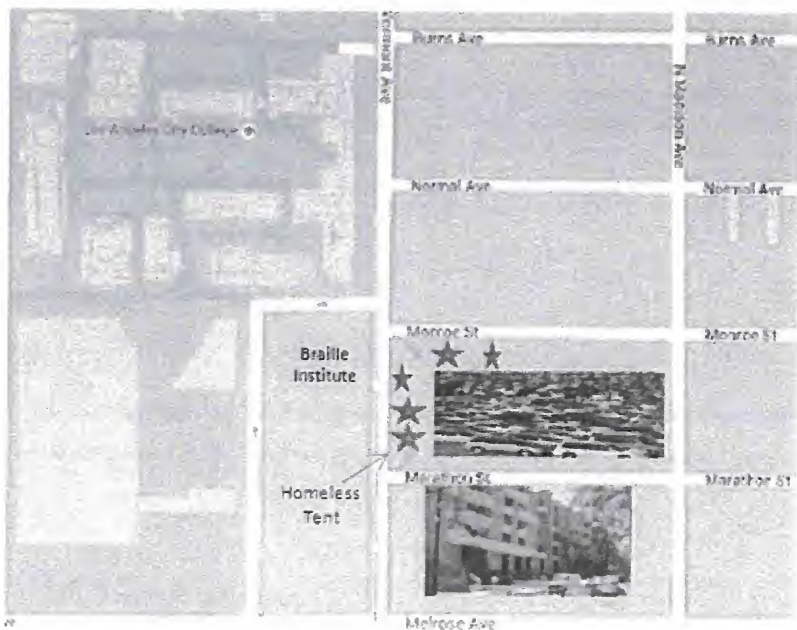 Burns Ave
Burns Ave
Vermont Ave
N Madison Ave
Los Angeles City College
Normal Ave
Normal Ave
Monroe St
Monroe St
Braille
Institute
Marathon St
Marathon St
Homeless
Tent
Melrose Ave